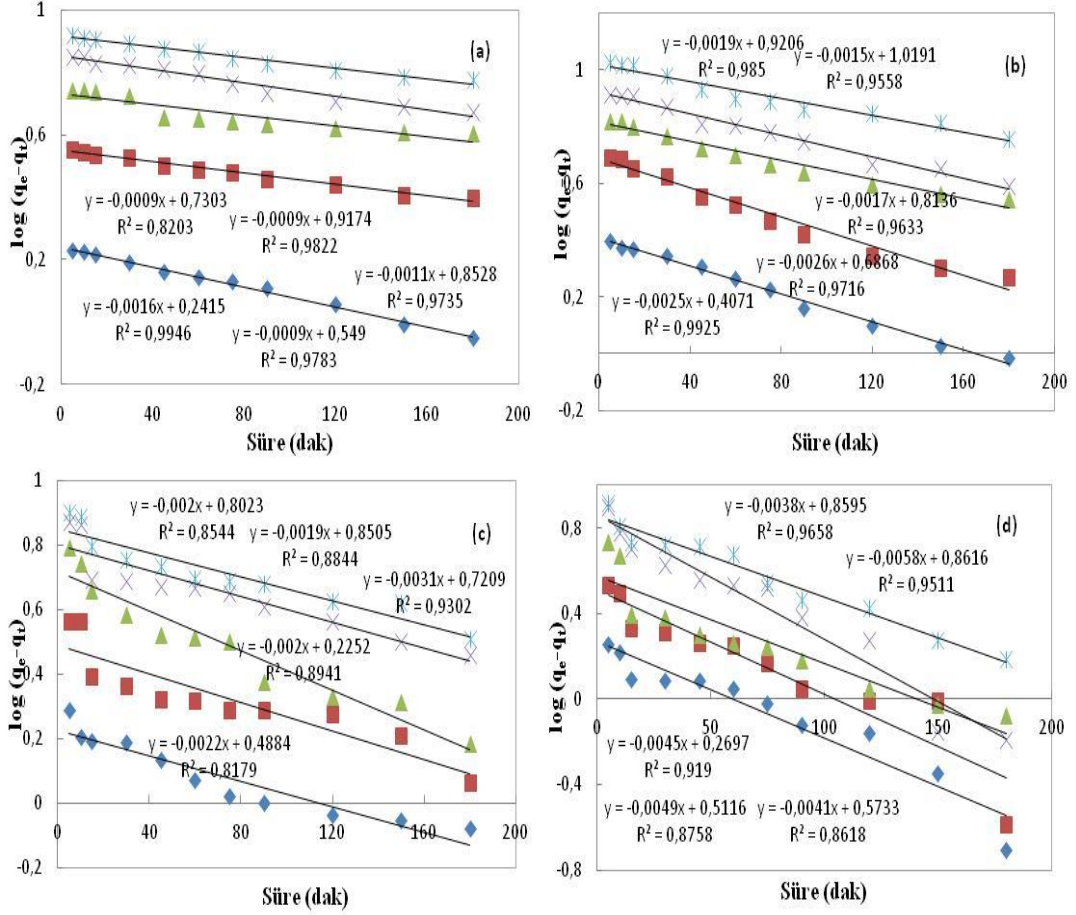 (a)
1
0,6
0,2
-0,2
log (qe-qt)
y = -0,0009x + 0,7303
R² = 0,8203
y = -0,0009x + 0,9174
R² = 0,9822
y = -0,0011x + 0,8528
R² = 0,9735
y = -0,0016x + 0,2415
R² = 0,9946
y = -0,0009x + 0,549
R² = 0,9783
0 40 80 120 160 200
Süre (dak)
(b)
1
0,6
0,2
-0,2
log (qe-qt)
y = -0,0019x + 0,9206
R² = 0,985
y = -0,0015x + 1,0191
R² = 0,9558
y = -0,0017x + 0,8136
R² = 0,9633
y = -0,0026x + 0,6868
R² = 0,9716
y = -0,0025x + 0,4071
R² = 0,9925
0 40 80 120 160 200
Süre (dak)
(c)
1
0,8
0,6
0,4
0,2
0
-0,2
log (qe-qt)
y = -0,002x + 0,8023
R² = 0,8544
y = -0,0019x + 0,8505
R² = 0,8844
y = -0,0031x + 0,7209
R² = 0,9302
y = -0,002x + 0,2252
R² = 0,8941
y = -0,0022x + 0,4884
R² = 0,8179
0 40 80 120 160 200
Süre (dak)
(d)
0,8
0,4
0
-0,4
-0,8
log (qe-qt)
y = -0,0038x + 0,8595
R² = 0,9658
y = -0,0058x + 0,8616
R² = 0,9511
y = -0,0045x + 0,2697
R² = 0,919
y = -0,0049x + 0,5116
R² = 0,8758
y = -0,0041x + 0,5733
R² = 0,8618
0 50 100 150 200
Süre (dak)